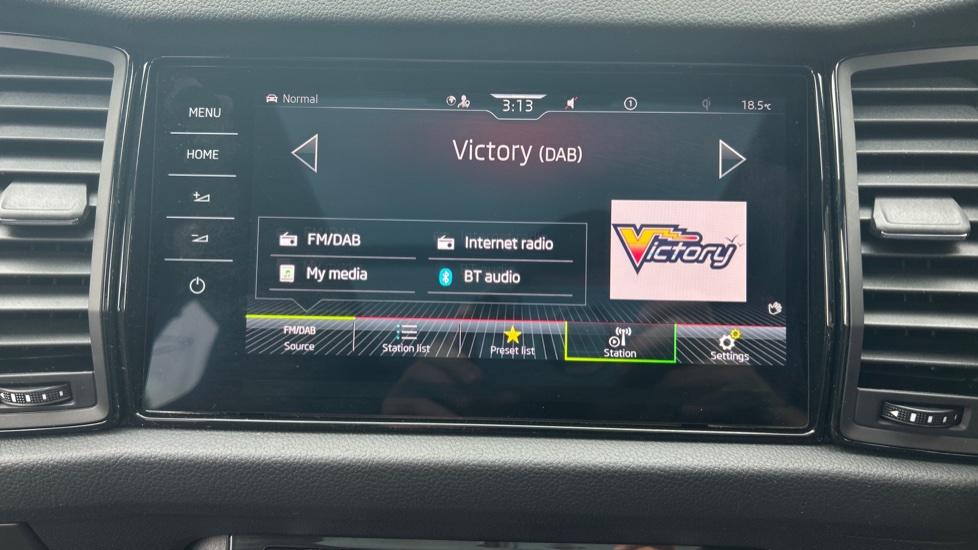 MENU
HOME
Normal
3:13
1
18.5°C
Victory (DAB)
FM/DAB
Internet radio
My media
BT audio
Victory
FM/DAB
Source
Station list
Preset list
Station
Settings